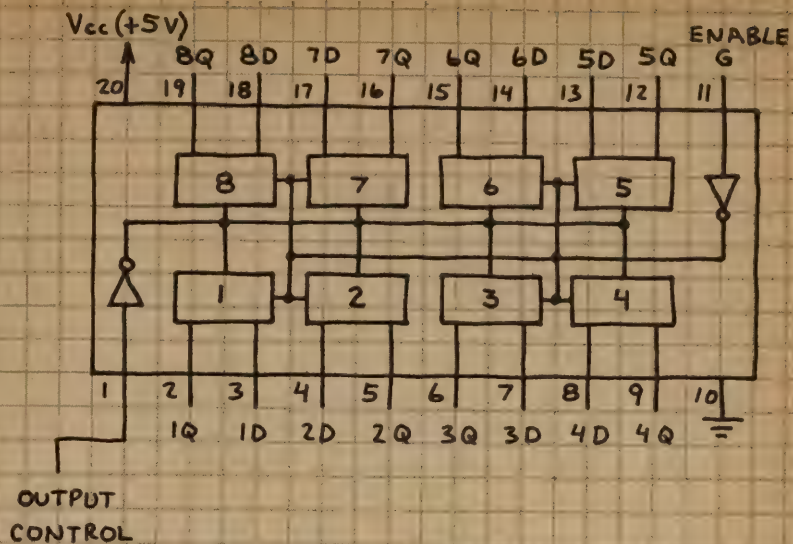 Vcc (+5V)
8Q 8D 7D 7Q 6Q 6D 5D 5Q ENABLE G
20 19 18 17 16 15 14 13 12 11
8 7 6 5
1 2 3 4
1 2 3 4 5 6 7 8 9 10
1Q 1D 2D 2Q 3Q 3D 4D 4Q
OUTPUT
CONTROL